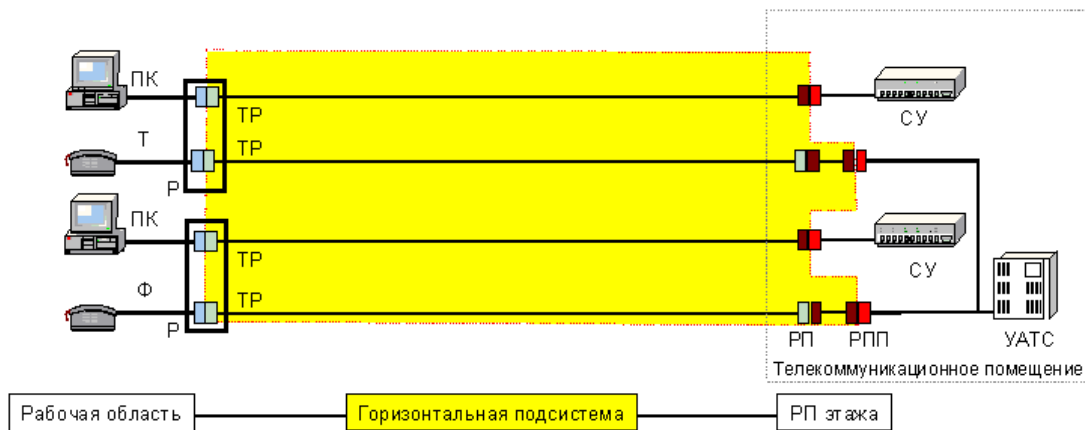 ПК
ТР
СУ
Т
ТР
Р
ПК
ТР
СУ
Ф
ТР
Р
РП
РПП
УАТС
Телекоммуникационное помещение
Рабочая область
Горизонтальная подсистема
РП этажа